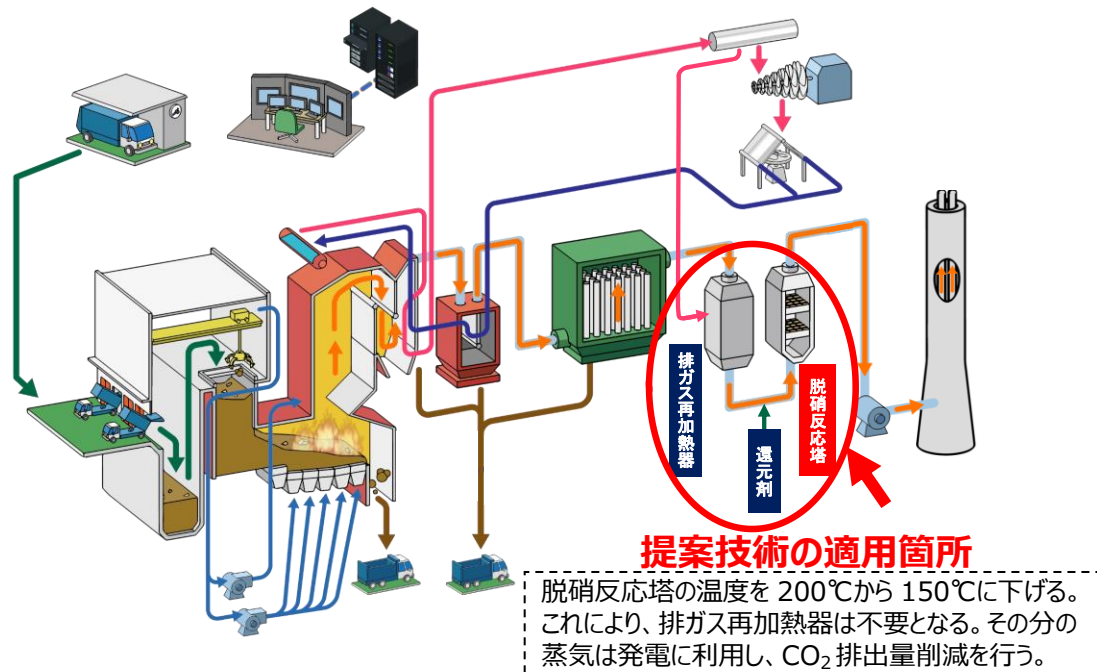 排ガス再加熱器
還元剤
脱硝反応塔
提案技術の適用箇所
脱硝反応塔の温度を 200℃から 150℃に下げる。
これにより、排ガス再加熱器は不要となる。その分の
蒸気は発電に利用し、CO₂ 排出量削減を行う。